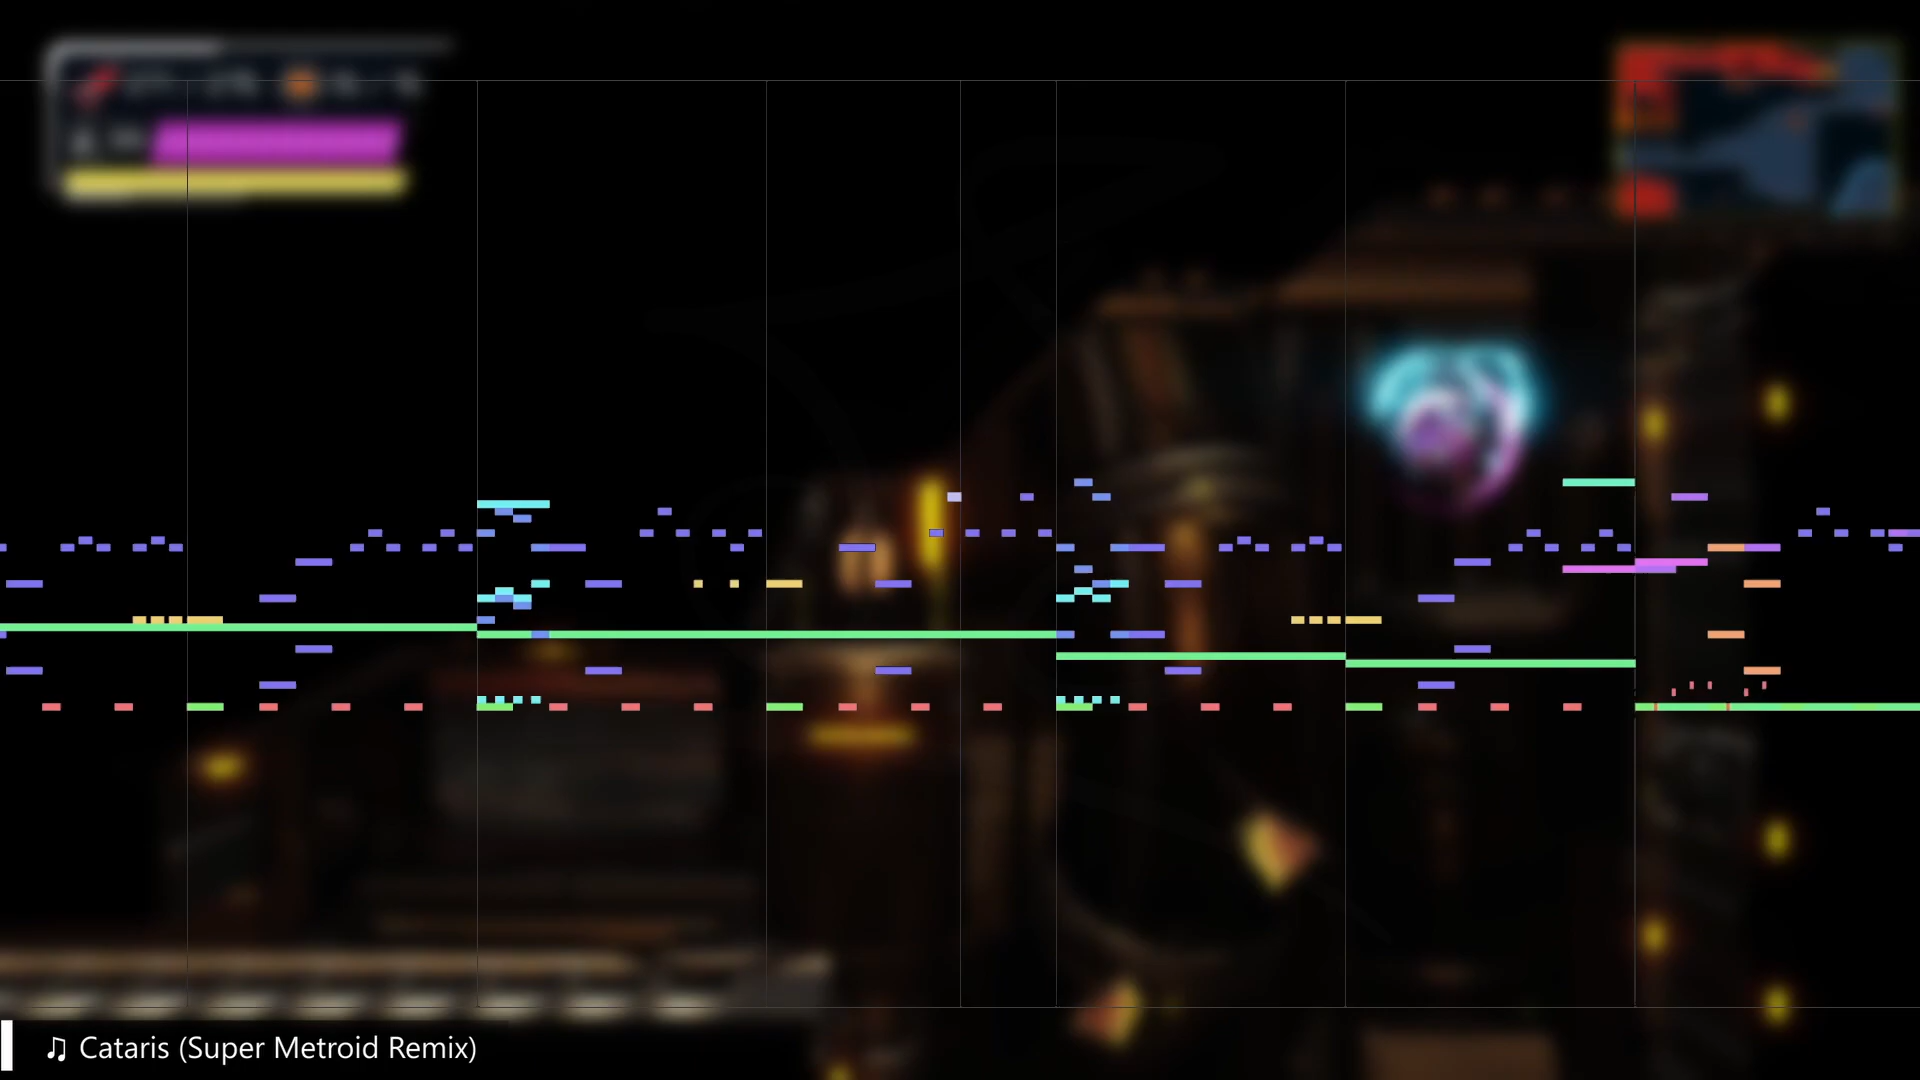 ♫ Cataris (Super Metroid Remix)